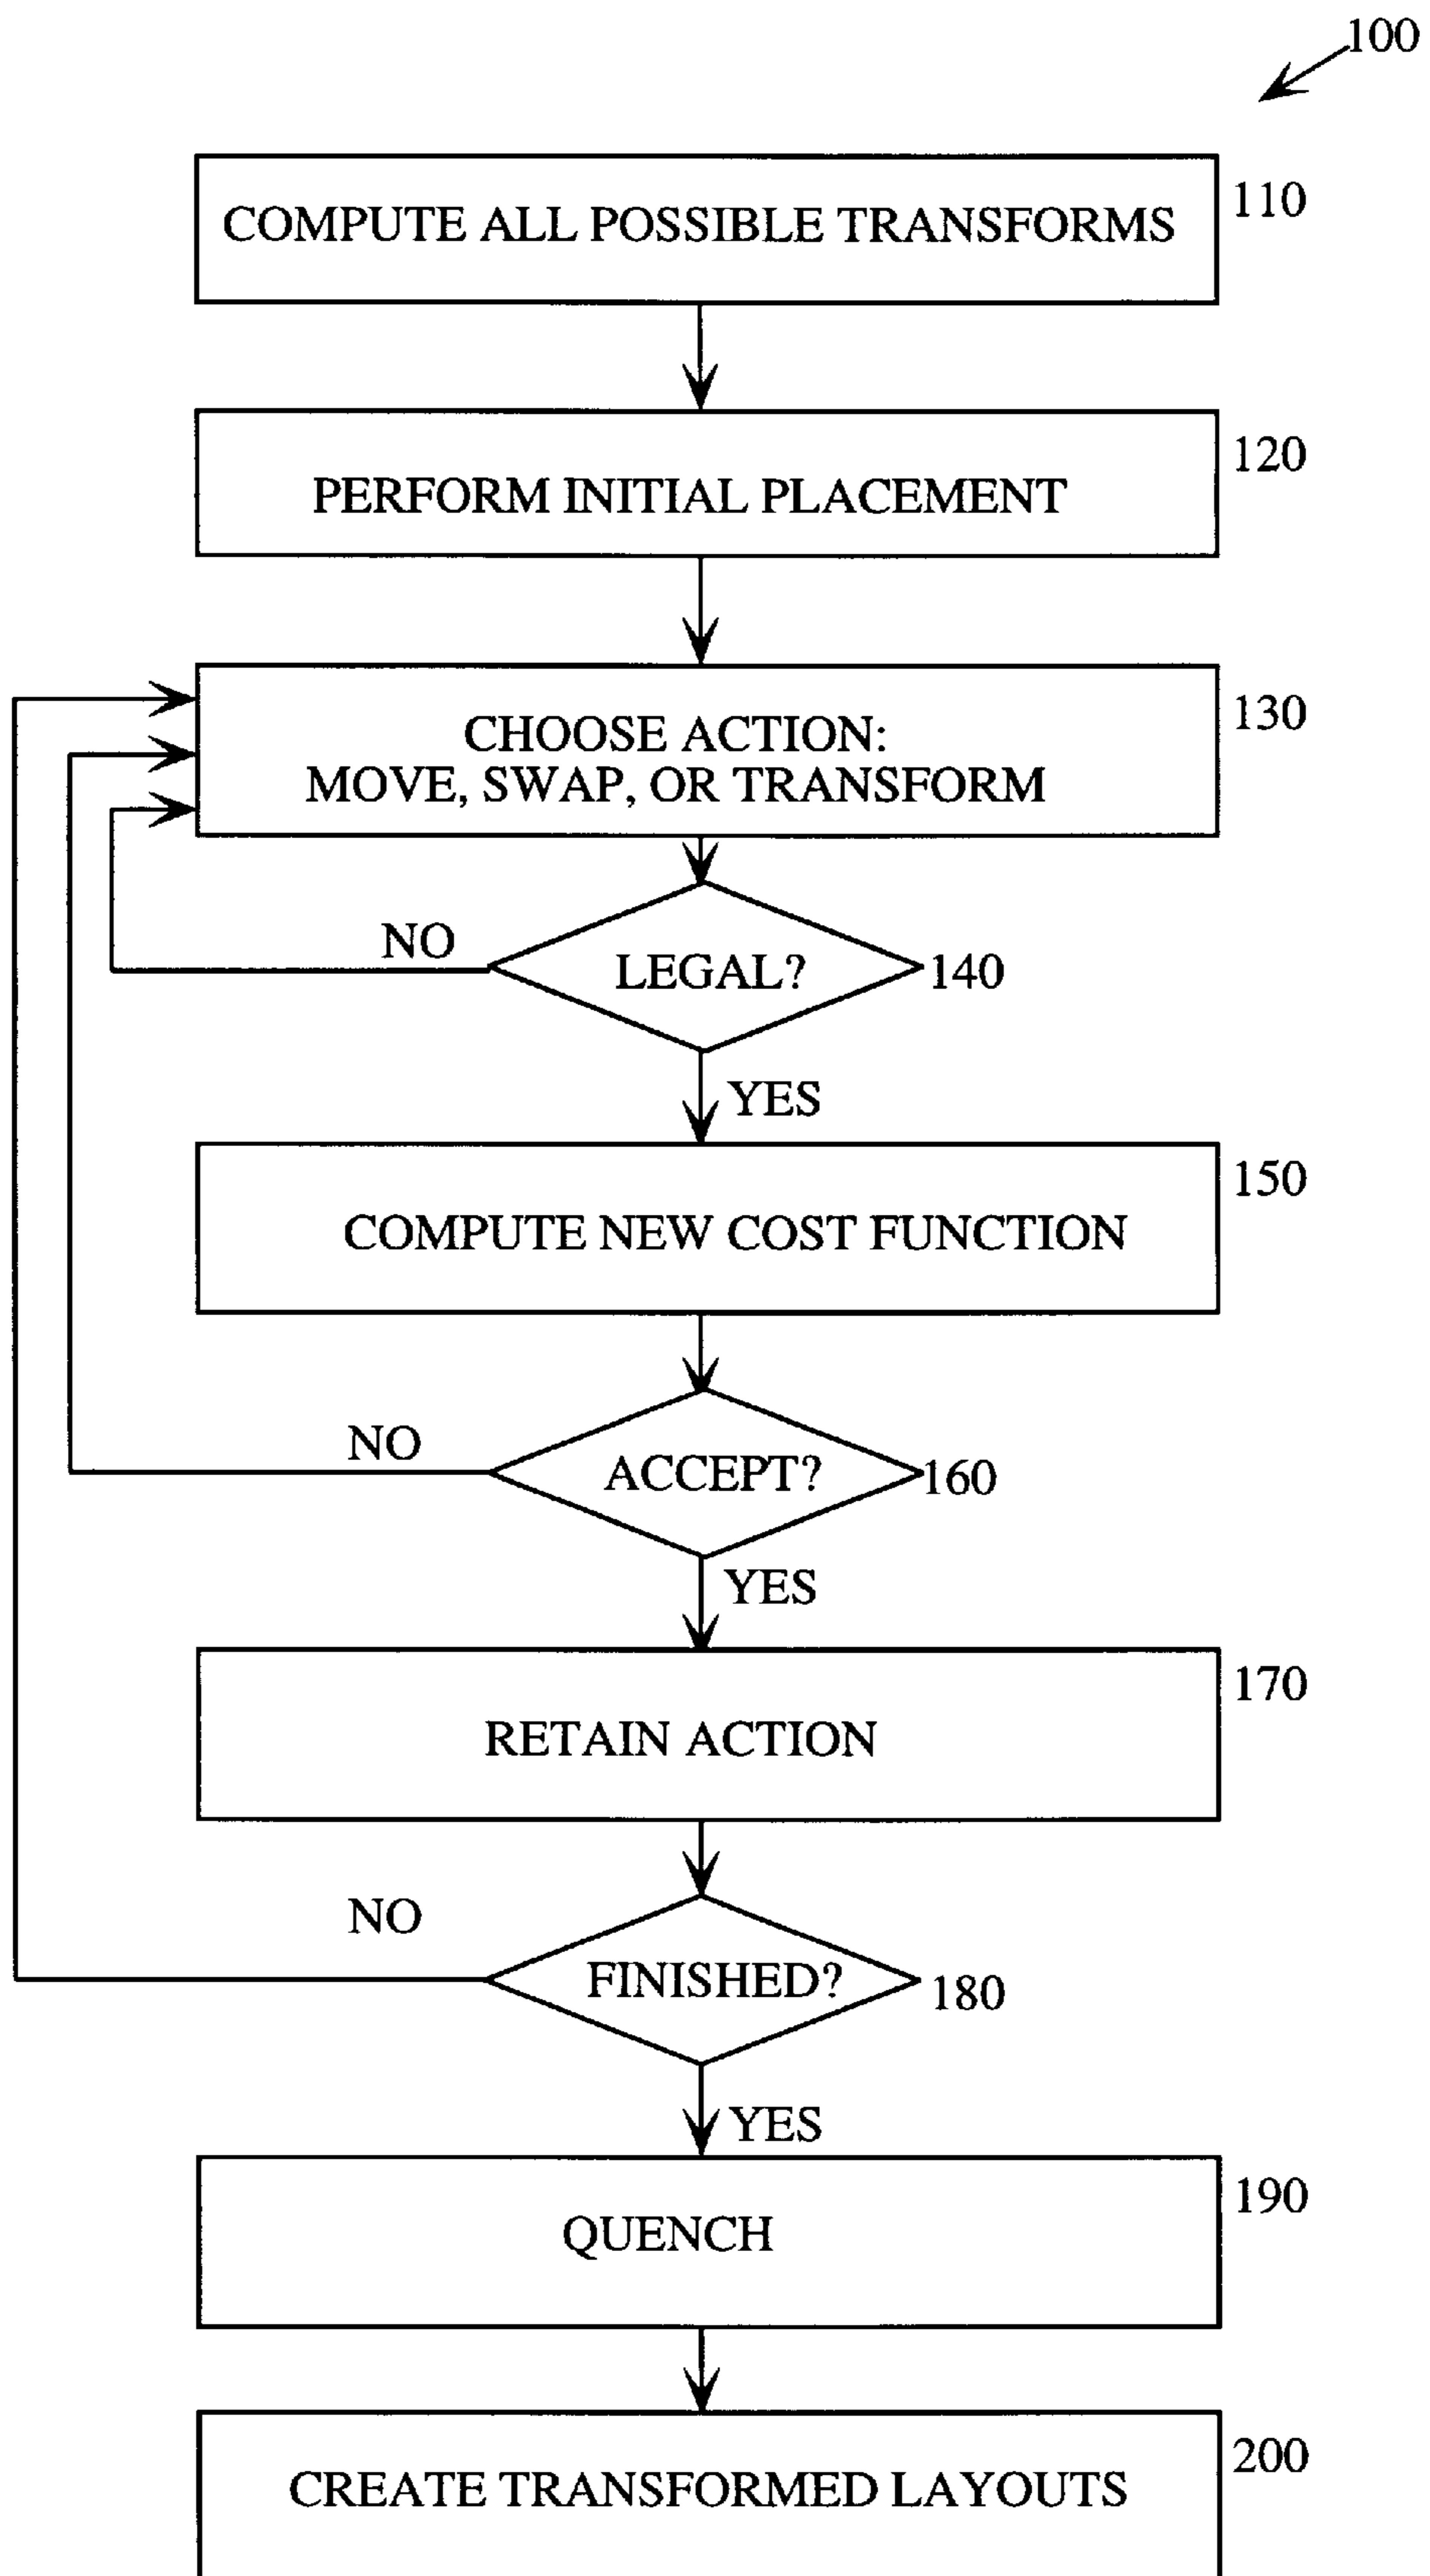 100
COMPUTE ALL POSSIBLE TRANSFORMS
110
PERFORM INITIAL PLACEMENT
120
CHOOSE ACTION:
MOVE, SWAP, OR TRANSFORM
130
NO
LEGAL?
140
YES
COMPUTE NEW COST FUNCTION
150
NO
ACCEPT?
160
YES
RETAIN ACTION
170
NO
FINISHED?
180
YES
QUENCH
190
CREATE TRANSFORMED LAYOUTS
200